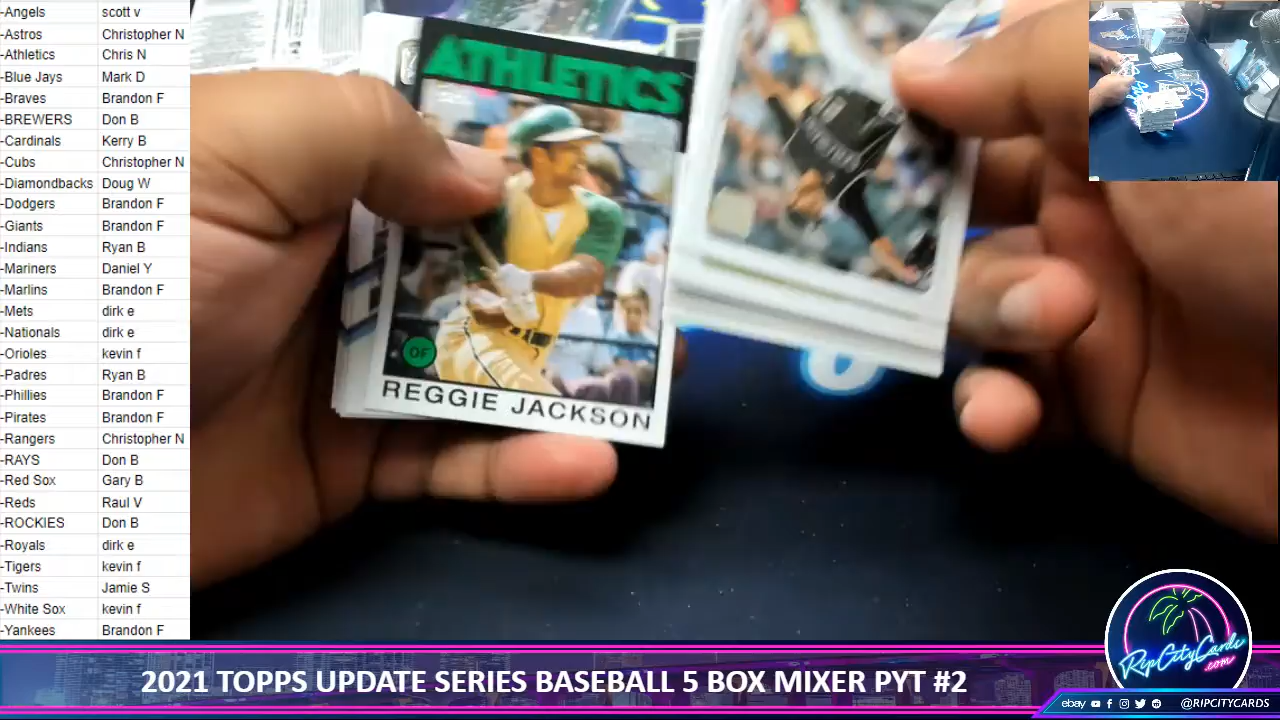 -Angels scott v
-Astros Christopher N
-Athletics Chris N
-Blue Jays Mark D
-Braves Brandon F
-BREWERS Don B
-Cardinals Kerry B
-Cubs Christopher N
-Diamondbacks Doug W
-Dodgers Brandon F
-Giants Brandon F
-Indians Ryan B
-Mariners Daniel Y
-Marlins Brandon F
-Mets dirk e
-Nationals dirk e
-Orioles kevin f
-Padres Ryan B
-Phillies Brandon F
-Pirates Brandon F
-Rangers Christopher N
-RAYS Don B
-Red Sox Gary B
-Reds Raul V
-ROCKIES Don B
-Royals dirk e
-Tigers kevin f
-Twins Jamie S
-White Sox kevin f
-Yankees Brandon F
ATHLETICS
OF
REGGIE JACKSON
RipCityCards
.com
2021 TOPPS UPDATE SERIES BASEBALL 5 BOX MIXER PYT #2
ebay @RIPCITYCARDS